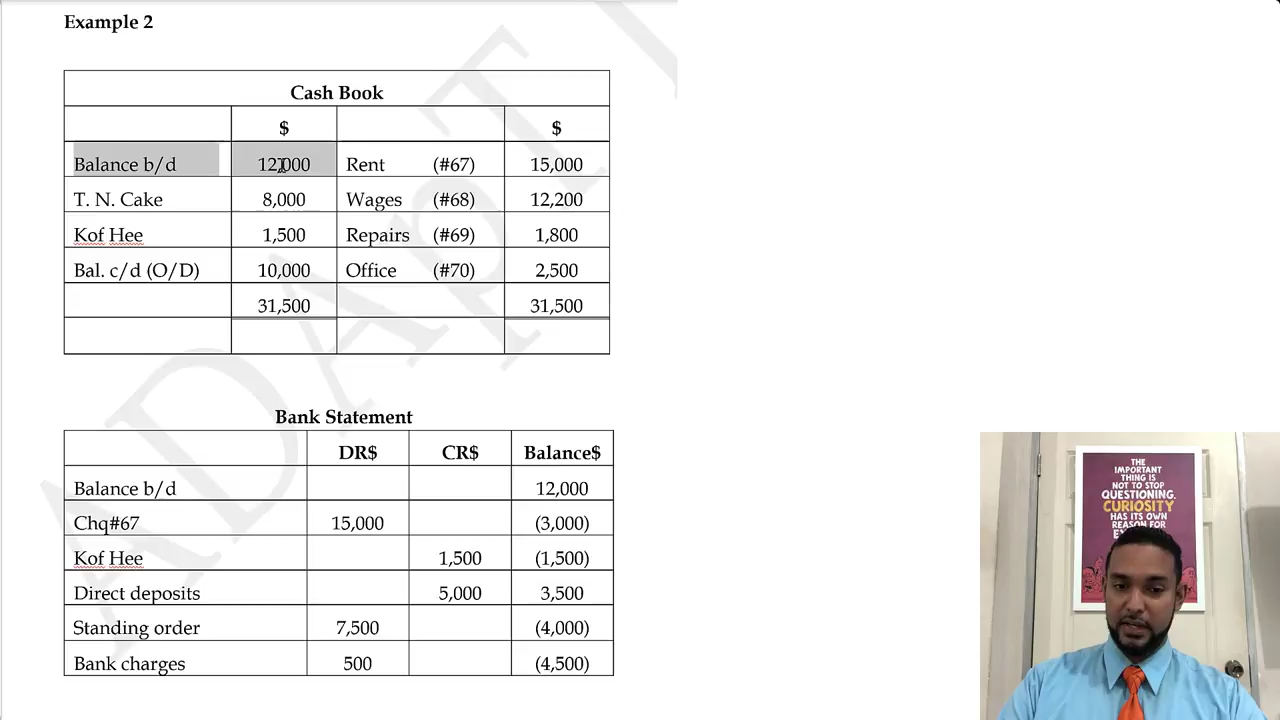 Example 2
Cash Book
$ $
Balance b/d 12,000 Rent (#67) 15,000
T. N. Cake 8,000 Wages (#68) 12,200
Kof Hee 1,500 Repairs (#69) 1,800
Bal. c/d (O/D) 10,000 Office (#70) 2,500
31,500 31,500
Bank Statement
DR$ CR$ Balance$
Balance b/d 12,000
Chq#67 15,000 (3,000)
Kof Hee 1,500 (1,500)
Direct deposits 5,000 3,500
Standing order 7,500 (4,000)
Bank charges 500 (4,500)
THE
IMPORTANT
THING IS
NOT TO STOP
QUESTIONING.
CURIOSITY
HAS ITS OWN
REASON FOR